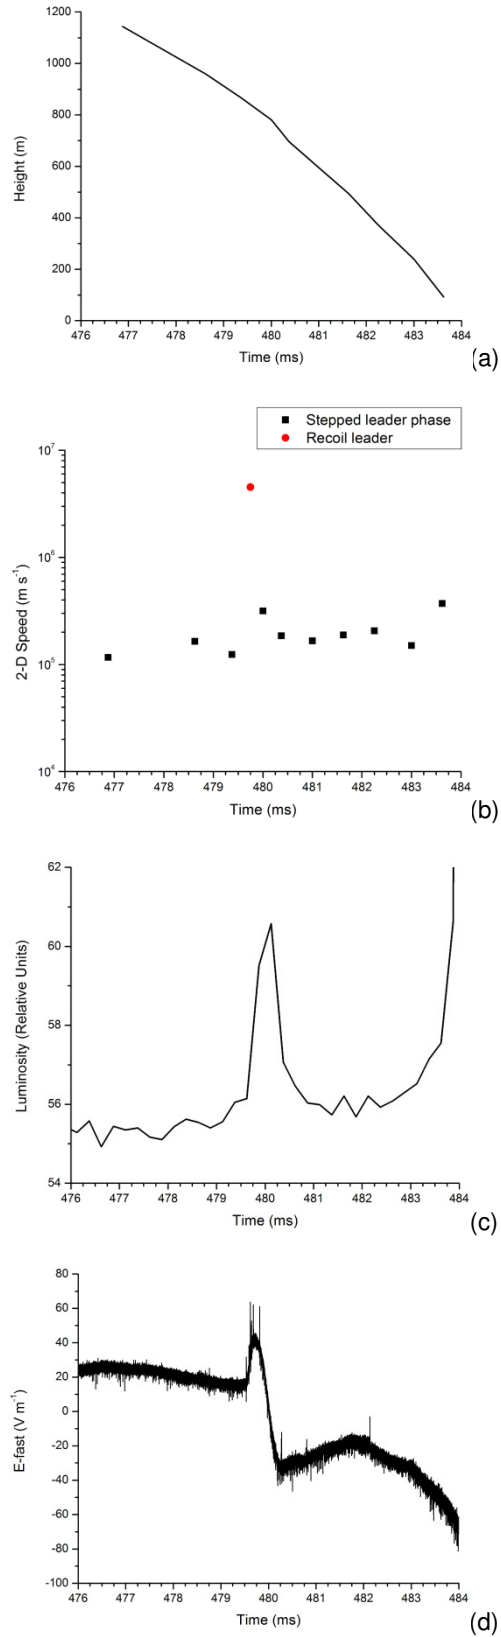 1200
1000
800
600
400
200
0
Height (m)
476 477 478 479 480 481 482 483 484
Time (ms)
(a)
Stepped leader phase
Recoil leader
10^7
10^6
10^5
10^4
2-D Speed (m s^-1)
476 477 478 479 480 481 482 483 484
Time (ms)
(b)
62
60
58
56
54
Luminosity (Relative Units)
476 477 478 479 480 481 482 483 484
Time (ms)
(c)
80
60
40
20
0
-20
-40
-60
-80
-100
E-fast (V m^-1)
476 477 478 479 480 481 482 483 484
Time (ms)
(d)